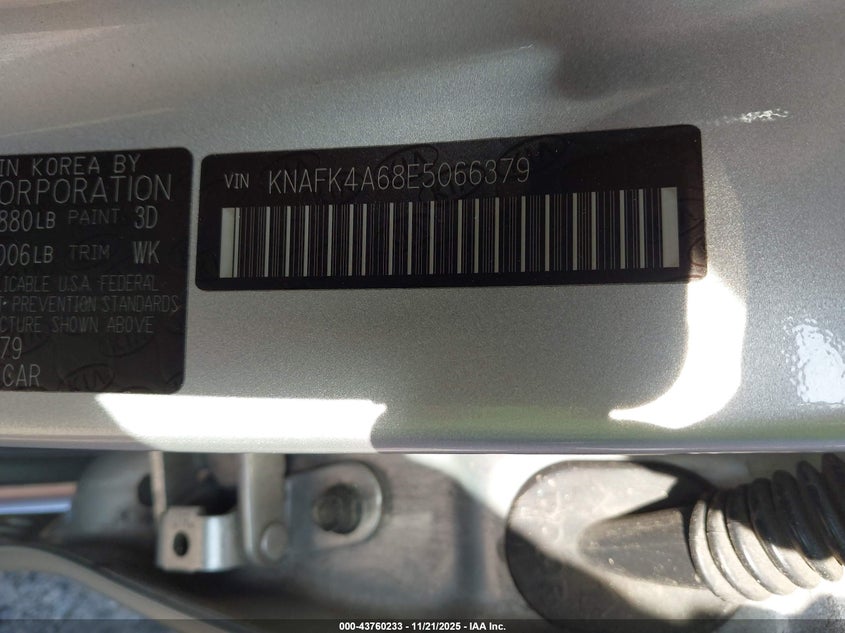 IN KOREA BY
CORPORATION
880LB PAINT 3D
006LB TRIM WK
LICABLE U.S.A. FEDERAL
T PREVENTION STANDARDS
CTURE SHOWN ABOVE
79
CAR
VIN KNAFK4A68E5066379
000-43760233 - 11/21/2025 - IAA Inc.